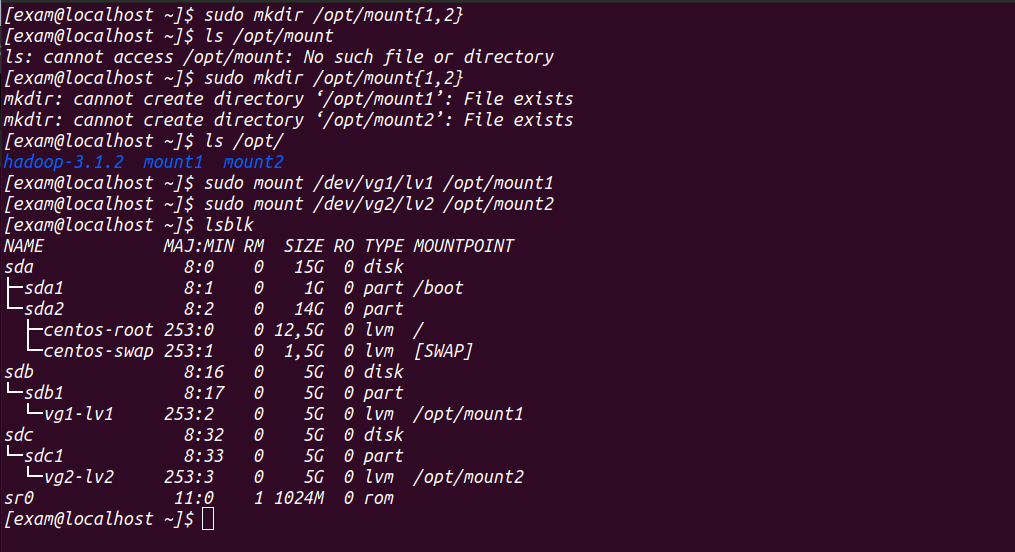 [exam@localhost ~]$ sudo mkdir /opt/mount{1,2}
[exam@localhost ~]$ ls /opt/mount
ls: cannot access /opt/mount: No such file or directory
[exam@localhost ~]$ sudo mkdir /opt/mount{1,2}
mkdir: cannot create directory ‘/opt/mount1’: File exists
mkdir: cannot create directory ‘/opt/mount2’: File exists
[exam@localhost ~]$ ls /opt/
hadoop-3.1.2  mount1  mount2
[exam@localhost ~]$ sudo mount /dev/vg1/lv1 /opt/mount1
[exam@localhost ~]$ sudo mount /dev/vg2/lv2 /opt/mount2
[exam@localhost ~]$ lsblk
NAME            MAJ:MIN RM  SIZE RO TYPE MOUNTPOINT
sda               8:0    0   15G  0 disk
├─sda1            8:1    0    1G  0 part /boot
└─sda2            8:2    0   14G  0 part
  ├─centos-root 253:0    0 12,5G  0 lvm  /
  └─centos-swap 253:1    0  1,5G  0 lvm  [SWAP]
sdb               8:16   0    5G  0 disk
└─sdb1            8:17   0    5G  0 part
  └─vg1-lv1     253:2    0    5G  0 lvm  /opt/mount1
sdc               8:32   0    5G  0 disk
└─sdc1            8:33   0    5G  0 part
  └─vg2-lv2     253:3    0    5G  0 lvm  /opt/mount2
sr0              11:0    1 1024M  0 rom
[exam@localhost ~]$